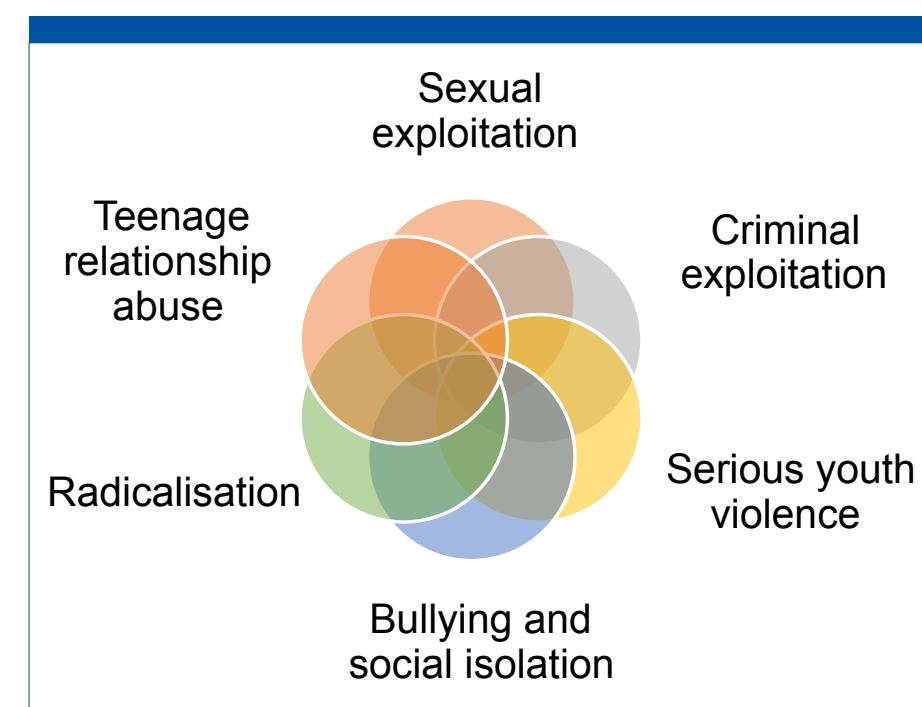 Sexual
exploitation
Teenage
relationship
abuse
Criminal
exploitation
Radicalisation
Serious youth
violence
Bullying and
social isolation